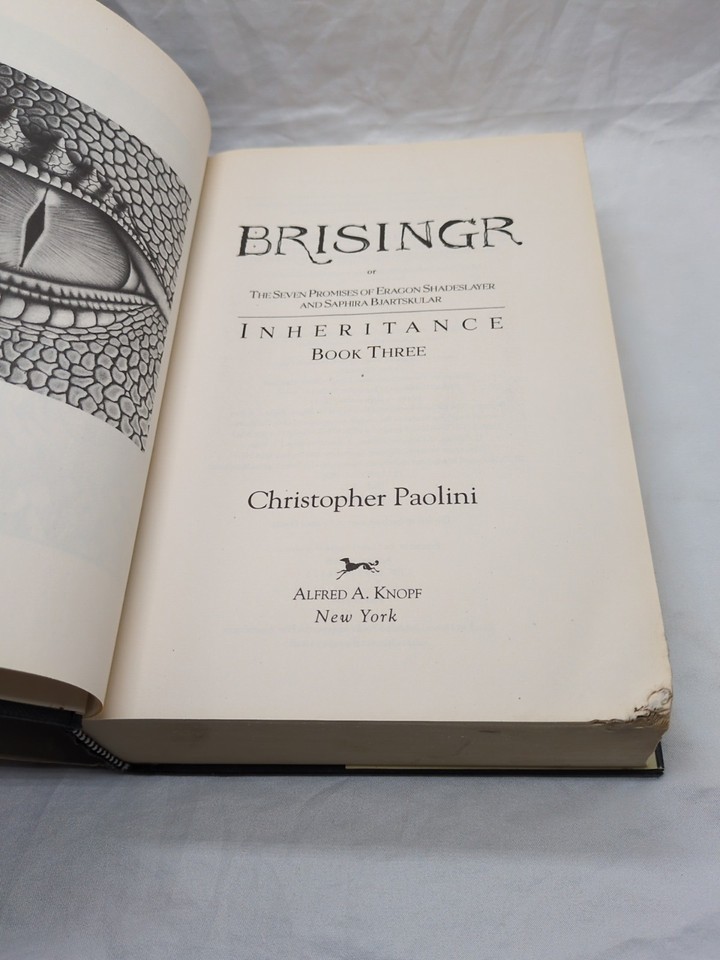 BRISINGR
or
THE SEVEN PROMISES OF ERAGON SHADESLAYER
AND SAPHIRA BJARTSKULAR
INHERITANCE
BOOK THREE
Christopher Paolini
ALFRED A. KNOPF
New York